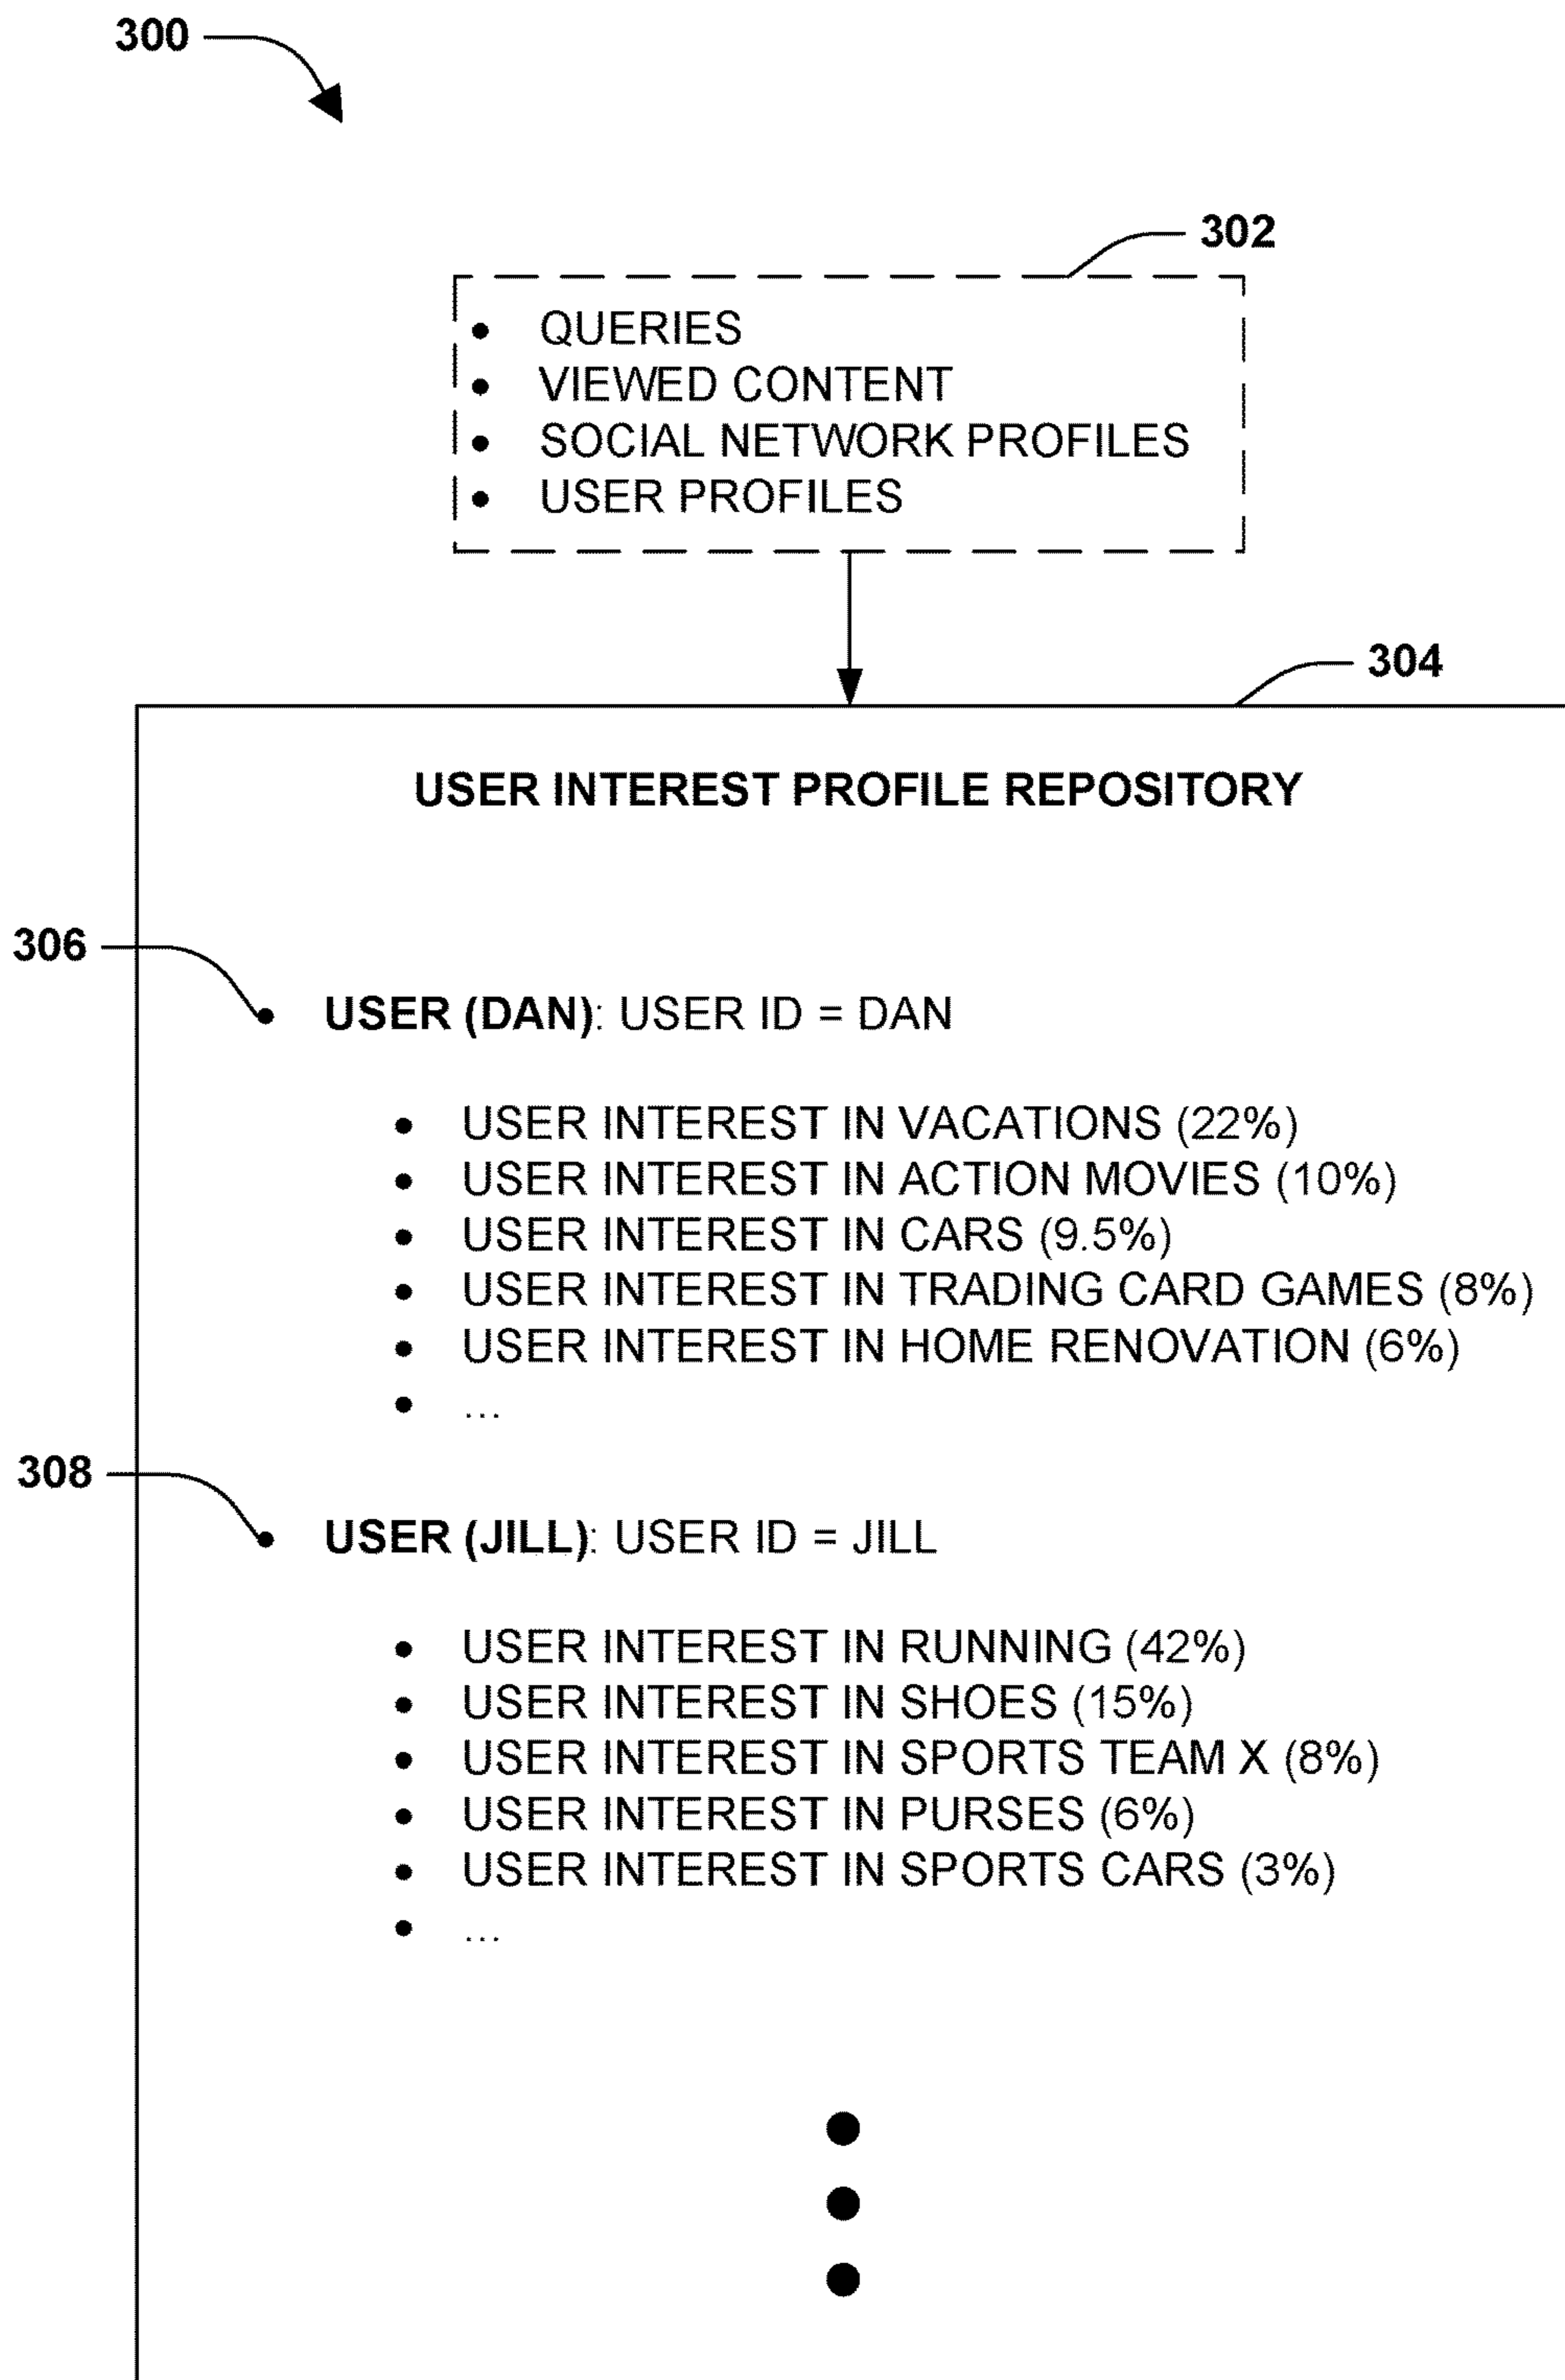 300
302
• QUERIES
• VIEWED CONTENT
• SOCIAL NETWORK PROFILES
• USER PROFILES
304
USER INTEREST PROFILE REPOSITORY
306
• USER (DAN): USER ID = DAN
• USER INTEREST IN VACATIONS (22%)
• USER INTEREST IN ACTION MOVIES (10%)
• USER INTEREST IN CARS (9.5%)
• USER INTEREST IN TRADING CARD GAMES (8%)
• USER INTEREST IN HOME RENOVATION (6%)
• ...
308
• USER (JILL): USER ID = JILL
• USER INTEREST IN RUNNING (42%)
• USER INTEREST IN SHOES (15%)
• USER INTEREST IN SPORTS TEAM X (8%)
• USER INTEREST IN PURSES (6%)
• USER INTEREST IN SPORTS CARS (3%)
• ...